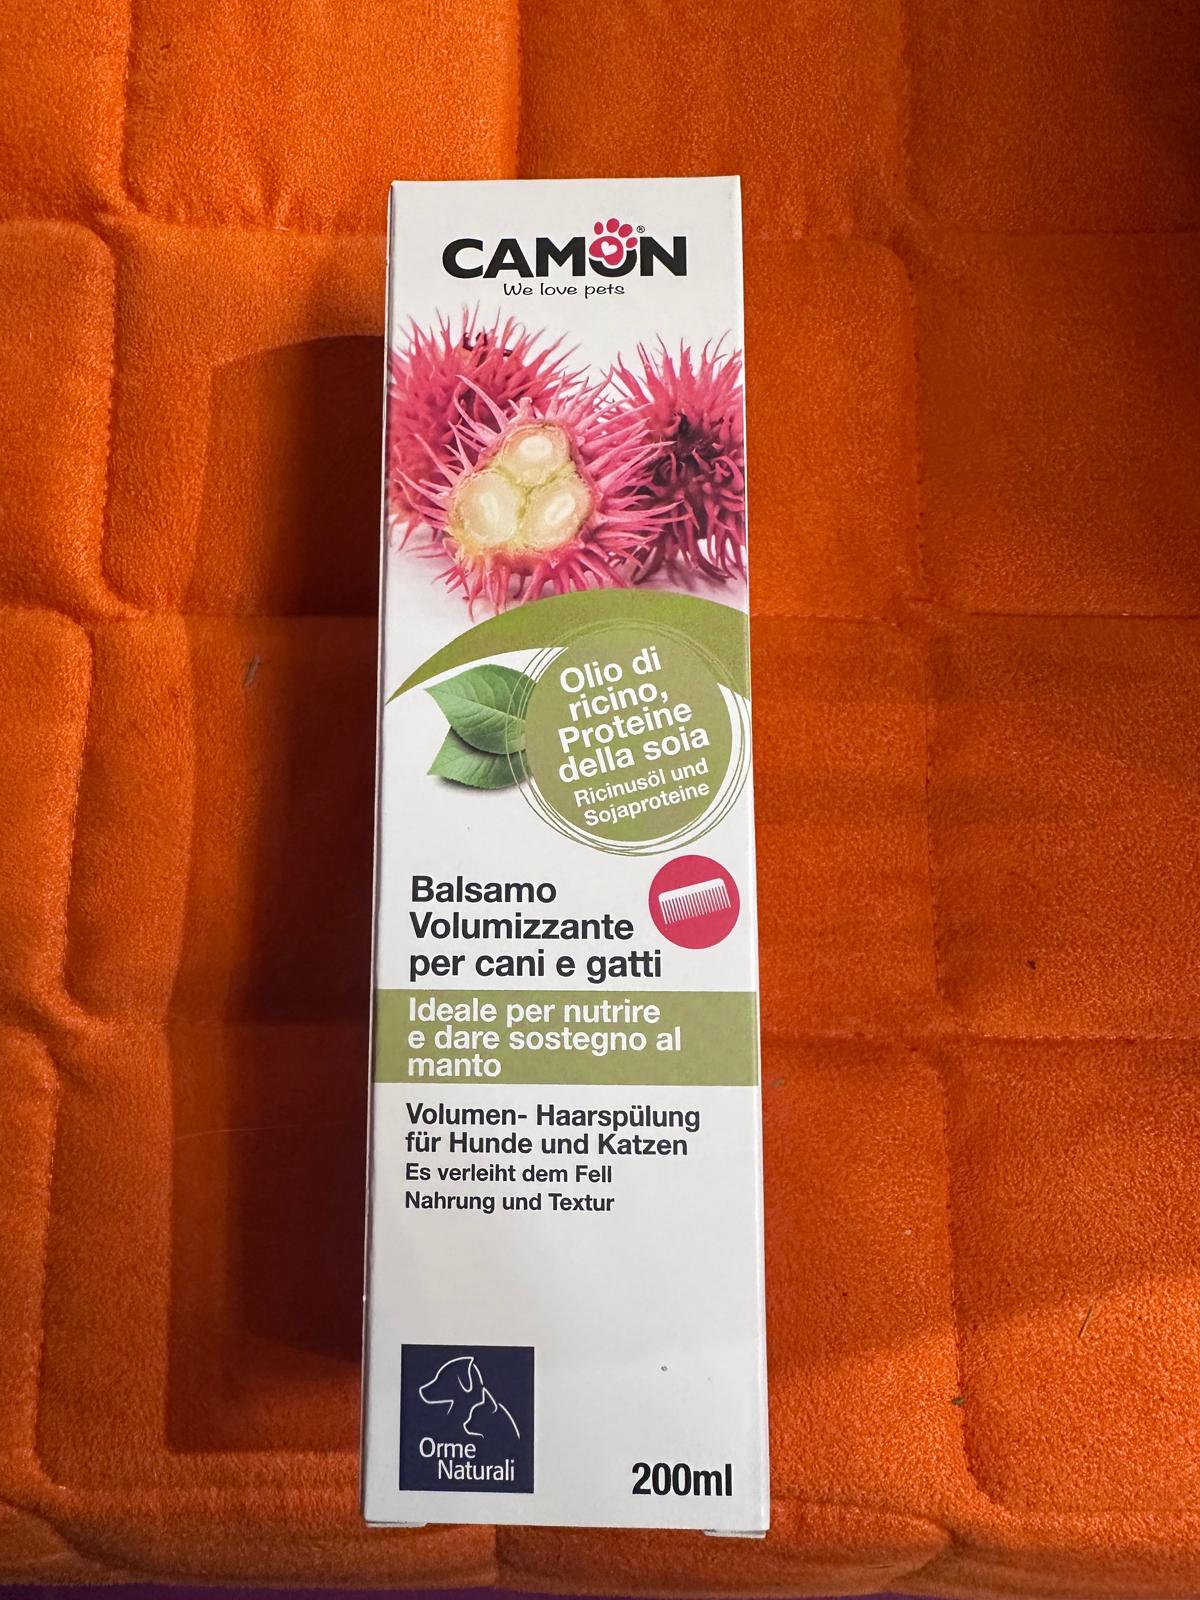 CAMON®
We love pets
Olio di
ricino,
Proteine
della soia
Ricinusöl und
Sojaproteine
Balsamo
Volumizzante
per cani e gatti
Ideale per nutrire
e dare sostegno al
manto
Volumen- Haarspülung
für Hunde und Katzen
Es verleiht dem Fell
Nahrung und Textur
Orme
Naturali
200ml